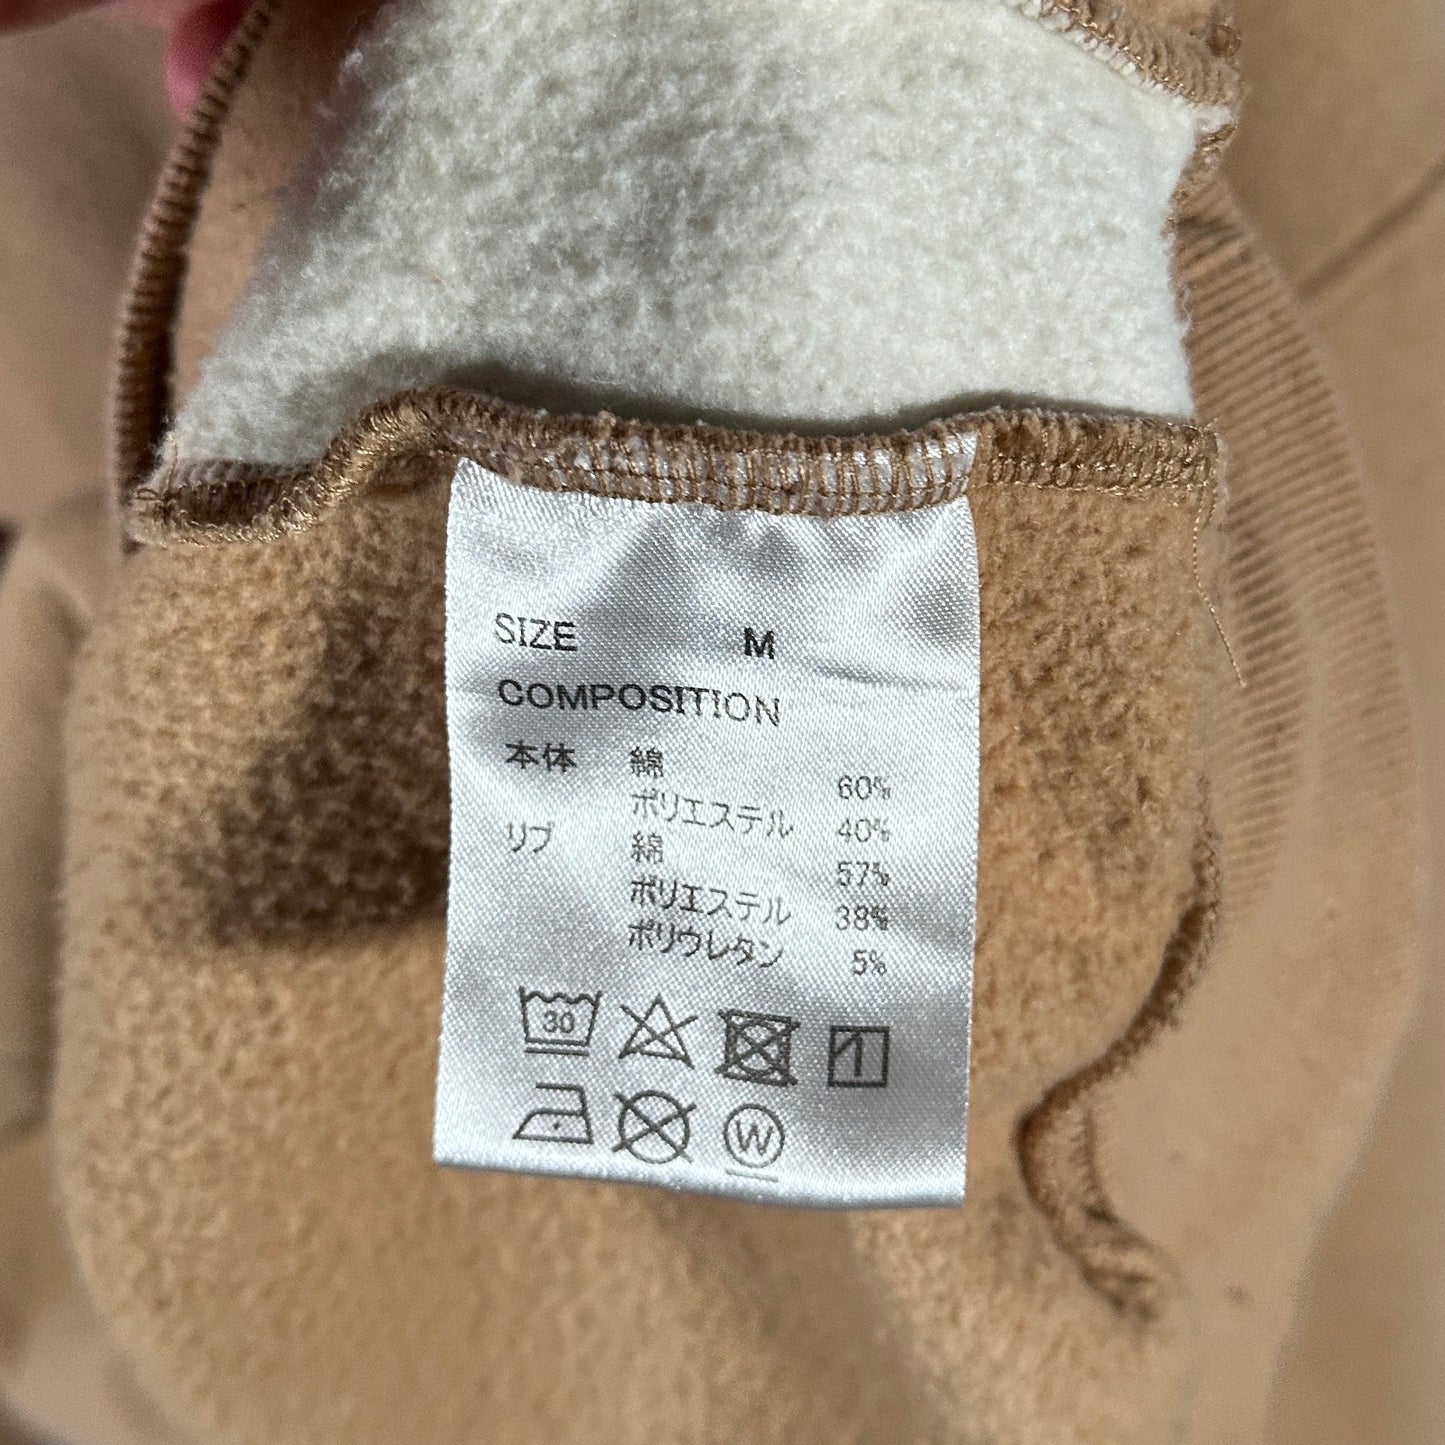 SIZE M
COMPOSITION
本体 綿 60%
ポリエステル 40%
リブ 綿 57%
ポリエステル 38%
ポリウレタン 5%
30
W